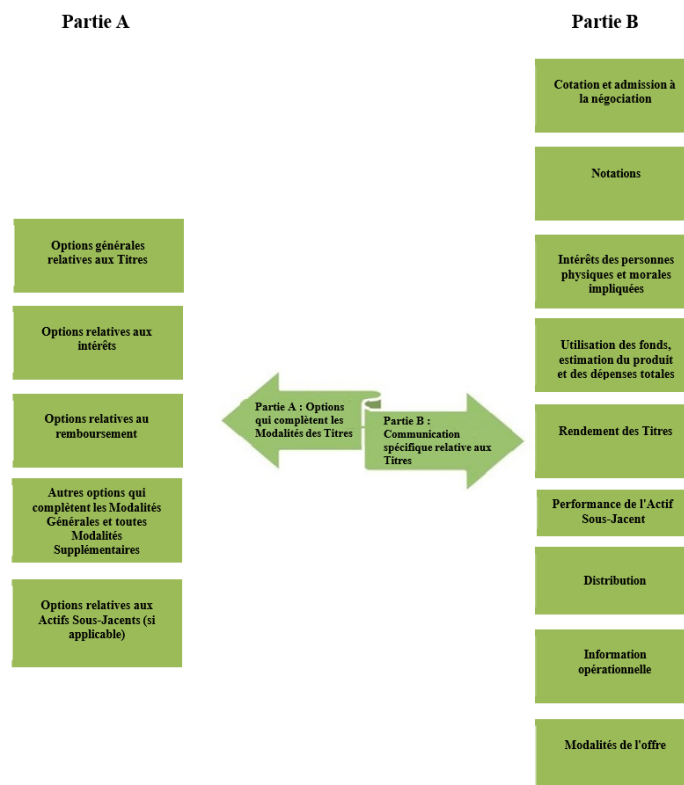 Partie A
Options générales
relatives aux Titres
Options relatives aux
intérêts
Options relatives au
remboursement
Autres options qui
complètent les Modalités
Générales et toutes
Modalités
Supplémentaires
Options relatives aux
Actifs Sous-Jacents (si
applicable)
Partie A : Options
qui complètent les
Modalités des Titres
Partie B :
Communication
spécifique relative aux
Titres
Partie B
Cotation et admission à
la négociation
Notations
Intérêts des personnes
physiques et morales
impliquées
Utilisation des fonds,
estimation du produit
et des dépenses totales
Rendement des Titres
Performance de l'Actif
Sous-Jacent
Distribution
Information
opérationnelle
Modalités de l'offre